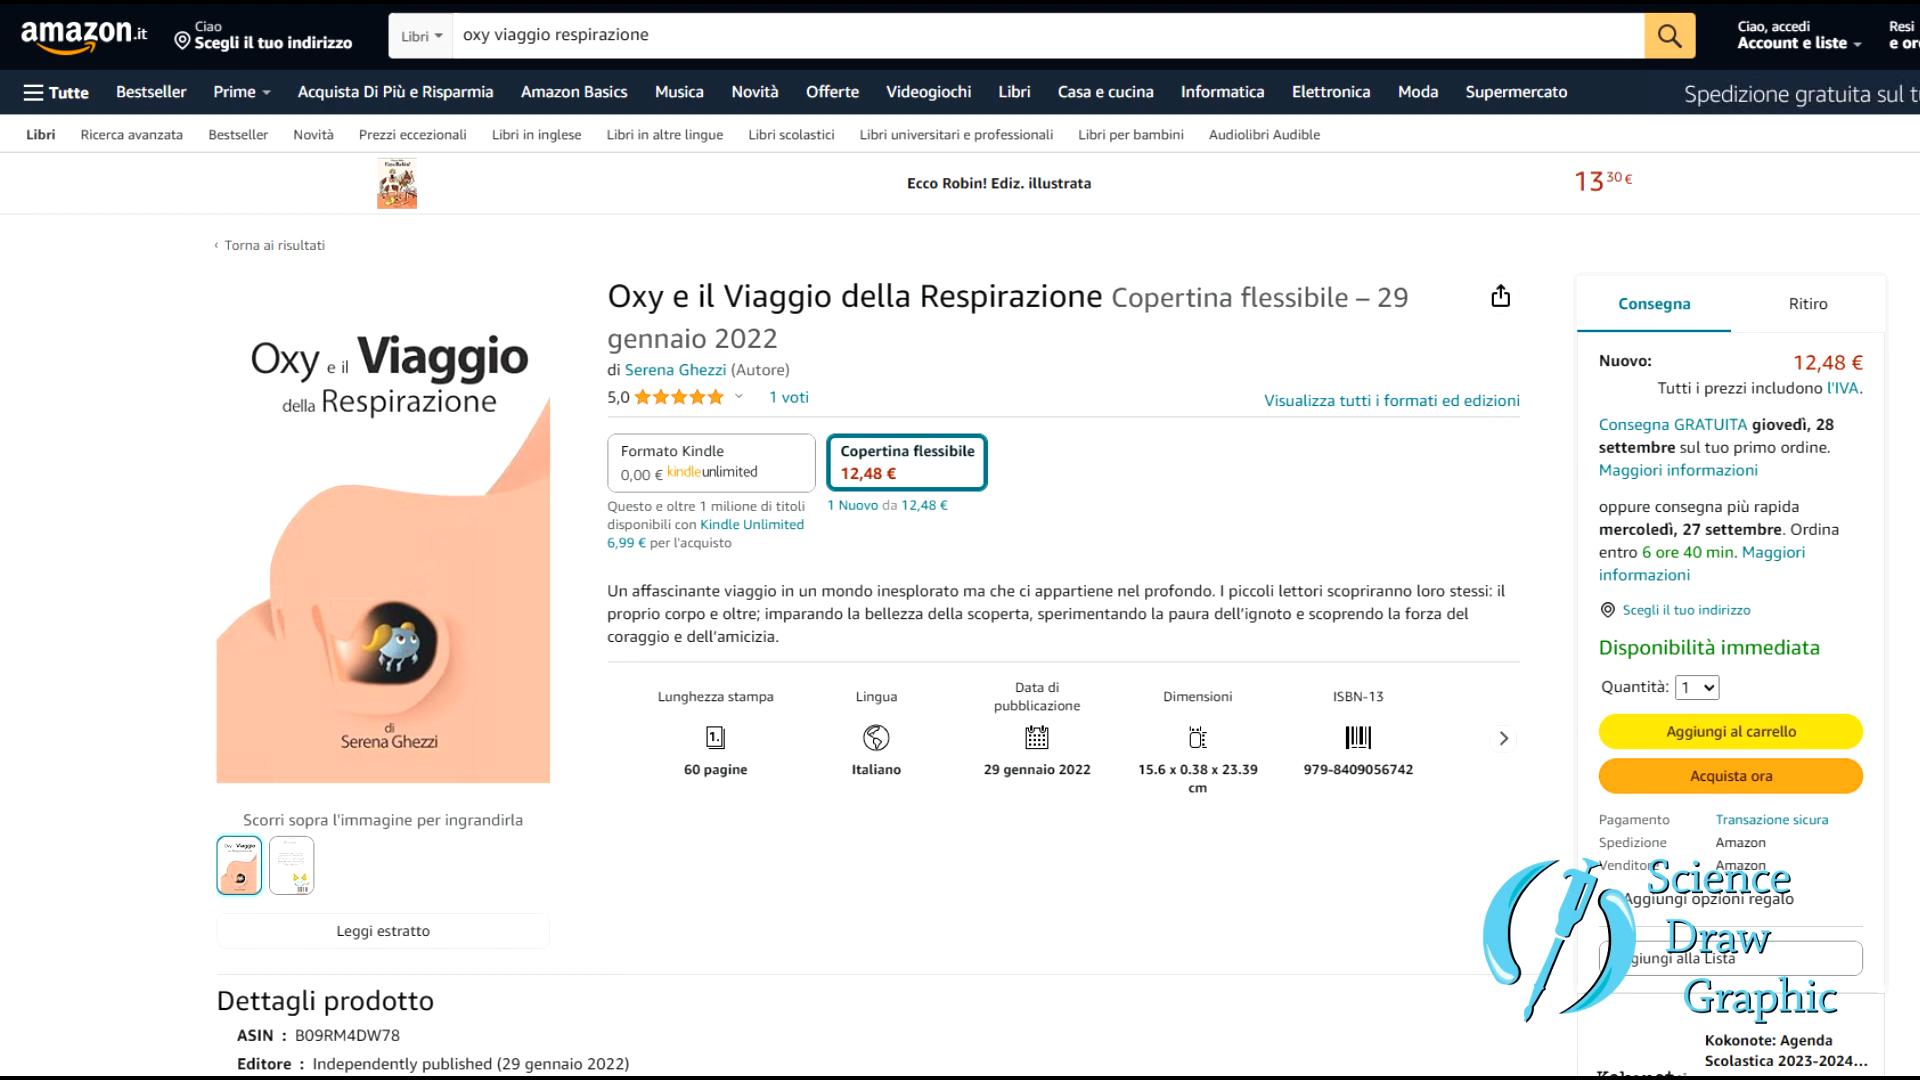 amazon.it
Ciao
Scegli il tuo indirizzo
Libri
oxy viaggio respirazione
Ciao, accedi
Account e liste
Resi
e or
Tutte
Bestseller
Prime
Acquista Di Più e Risparmia
Amazon Basics
Musica
Novità
Offerte
Videogiochi
Libri
Casa e cucina
Informatica
Elettronica
Moda
Supermercato
Spedizione gratuita sul t
Libri
Ricerca avanzata
Bestseller
Novità
Prezzi eccezionali
Libri in inglese
Libri in altre lingue
Libri scolastici
Libri universitari e professionali
Libri per bambini
Audiolibri Audible
Ecco Robin! Ediz. illustrata
13 30 €
‹ Torna ai risultati
Oxy e il Viaggio
della Respirazione
di
Serena Ghezzi
Scorri sopra l'immagine per ingrandirla
Leggi estratto
Oxy e il Viaggio della Respirazione Copertina flessibile – 29
gennaio 2022
di Serena Ghezzi (Autore)
5,0
1 voti
Visualizza tutti i formati ed edizioni
Formato Kindle
0,00 € kindleunlimited
Copertina flessibile
12,48 €
Questo e oltre 1 milione di titoli
disponibili con Kindle Unlimited
6,99 € per l'acquisto
1 Nuovo da 12,48 €
Un affascinante viaggio in un mondo inesplorato ma che ci appartiene nel profondo. I piccoli lettori scopriranno loro stessi: il
proprio corpo e oltre; imparando la bellezza della scoperta, sperimentando la paura dell'ignoto e scoprendo la forza del
coraggio e dell'amicizia.
Lunghezza stampa
60 pagine
Lingua
Italiano
Data di
pubblicazione
29 gennaio 2022
Dimensioni
15.6 x 0.38 x 23.39
cm
ISBN-13
979-8409056742
Consegna
Ritiro
Nuovo:
12,48 €
Tutti i prezzi includono l'IVA.
Consegna GRATUITA giovedì, 28
settembre sul tuo primo ordine.
Maggiori informazioni
oppure consegna più rapida
mercoledì, 27 settembre. Ordina
entro 6 ore 40 min. Maggiori
informazioni
Scegli il tuo indirizzo
Disponibilità immediata
Quantità: 1
Aggiungi al carrello
Acquista ora
Pagamento
Transazione sicura
Spedizione
Amazon
Venditore
Amazon
Aggiungi opzioni regalo
giungi alla Lista
Science
Draw
Graphic
Kokonote: Agenda
Scolastica 2023-2024...
Dettagli prodotto
ASIN : B09RM4DW78
Editore : Independently published (29 gennaio 2022)